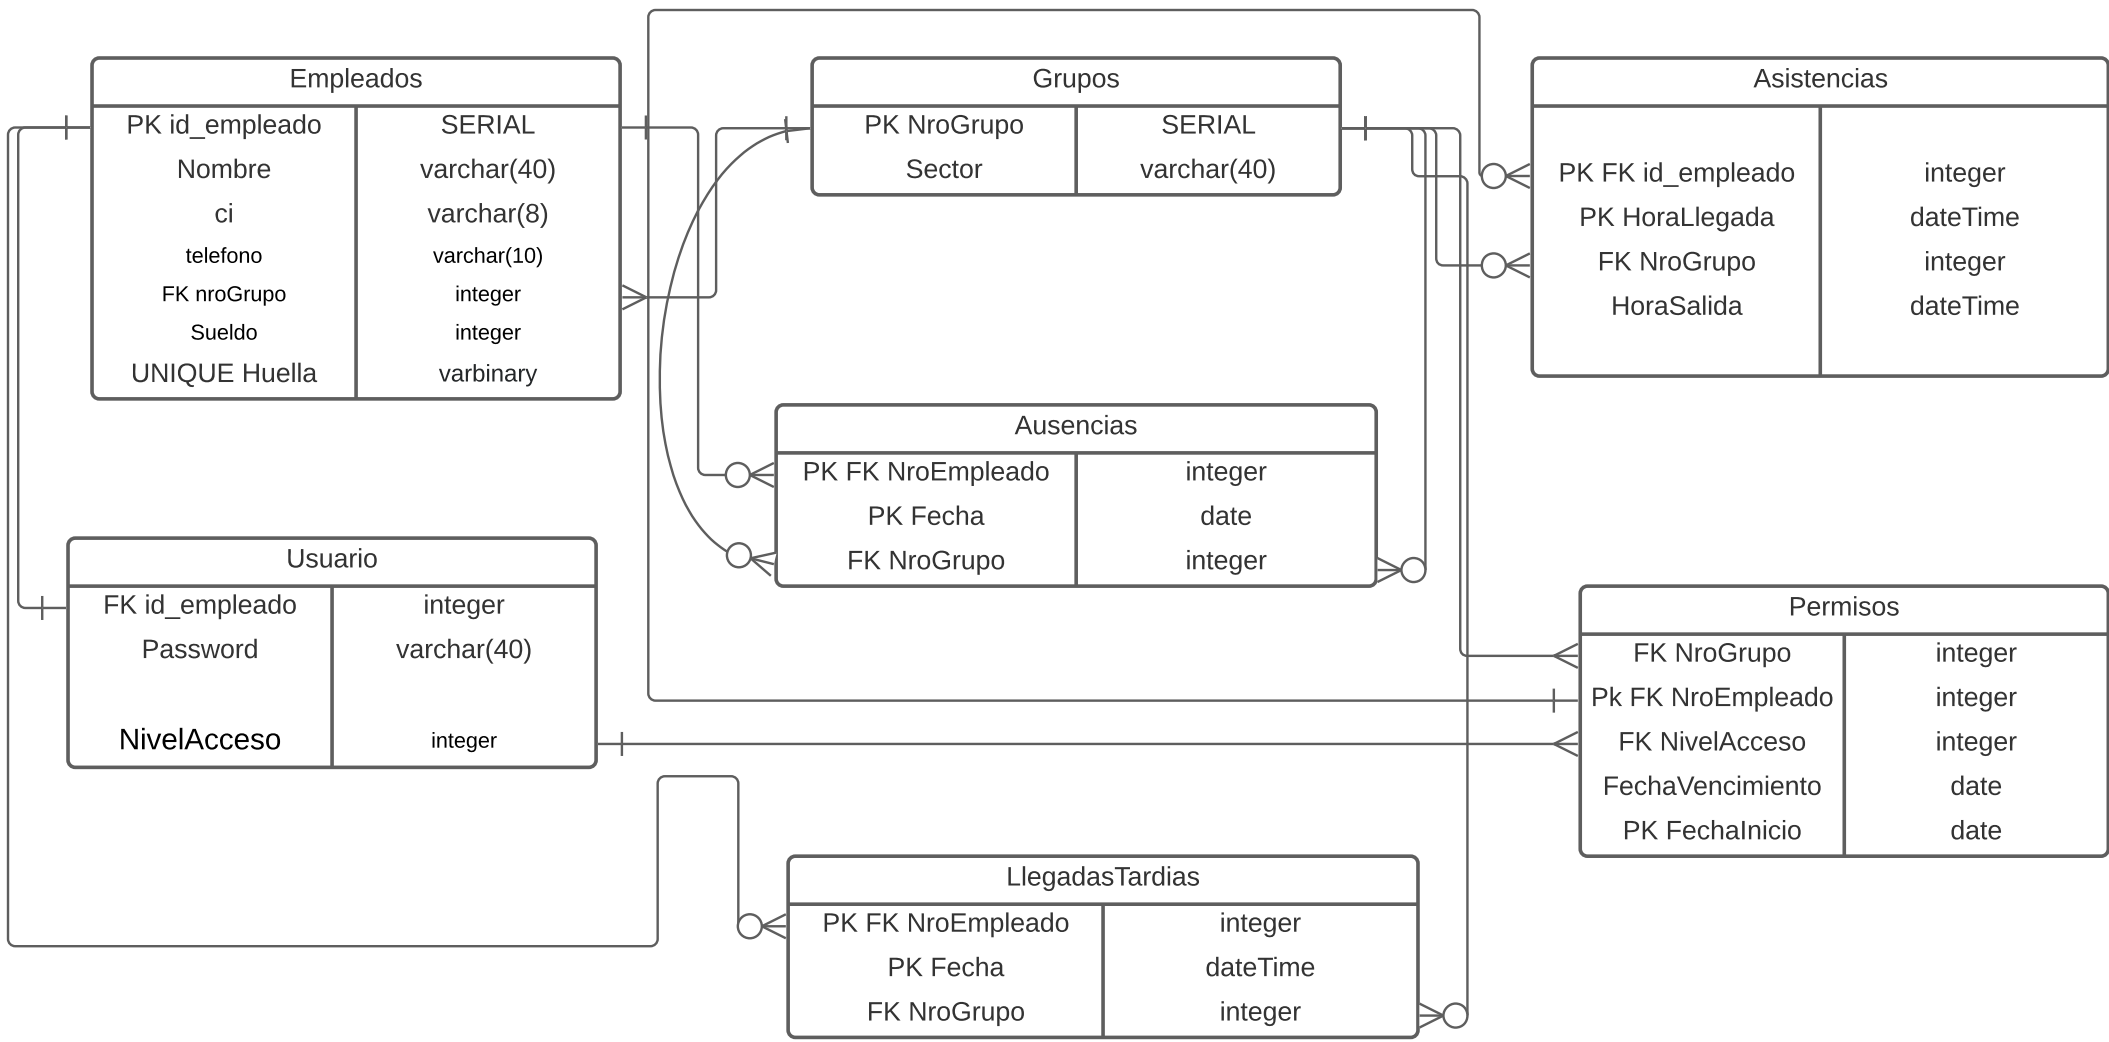 Empleados
PK id_empleado SERIAL
Nombre varchar(40)
ci varchar(8)
telefono varchar(10)
FK nroGrupo integer
Sueldo integer
UNIQUE Huella varbinary
Grupos
PK NroGrupo SERIAL
Sector varchar(40)
Asistencias
PK FK id_empleado integer
PK HoraLlegada dateTime
FK NroGrupo integer
HoraSalida dateTime
Ausencias
PK FK NroEmpleado integer
PK Fecha date
FK NroGrupo integer
Usuario
FK id_empleado integer
Password varchar(40)
NivelAcceso integer
Permisos
FK NroGrupo integer
Pk FK NroEmpleado integer
FK NivelAcceso integer
FechaVencimiento date
PK FechaInicio date
LlegadasTardias
PK FK NroEmpleado integer
PK Fecha dateTime
FK NroGrupo integer